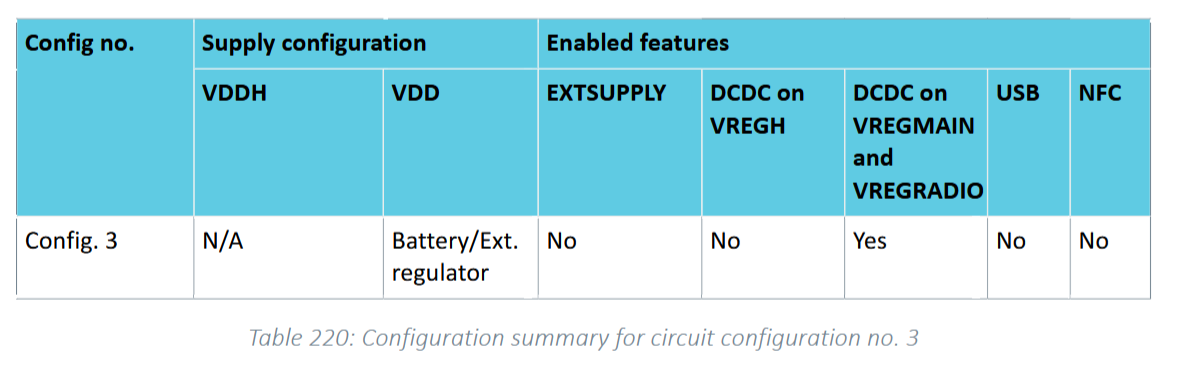 Config no. Supply configuration Enabled features
VDDH VDD EXTSUPPLY DCDC on DCDC on USB NFC
VREGH VREGMAIN
and
VREGRADIO
Config. 3 N/A Battery/Ext. No No Yes No No
regulator
Table 220: Configuration summary for circuit configuration no. 3